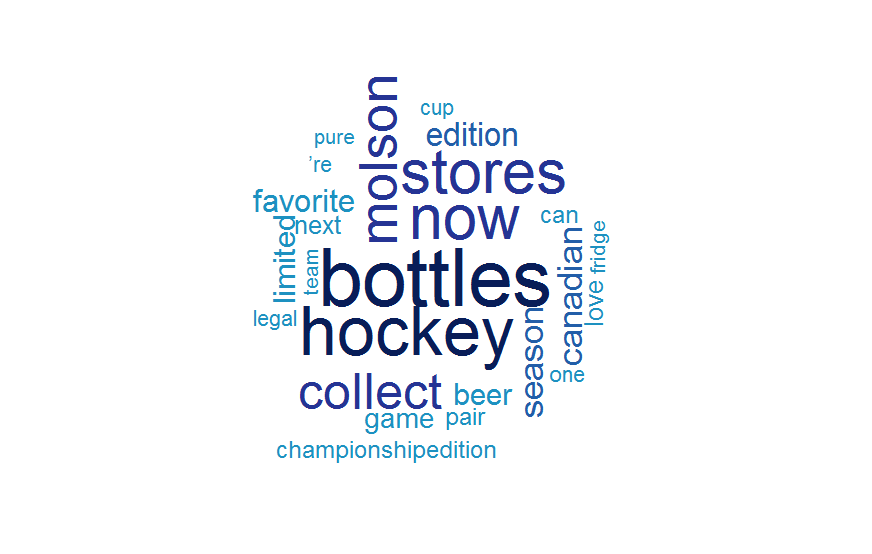 cup
molson
pure
edition
're
stores
favorite
now
can
next
limited
team
bottles
canadian
fridge
love
legal
hockey
season
one
collect
beer
game
pair
championshipedition